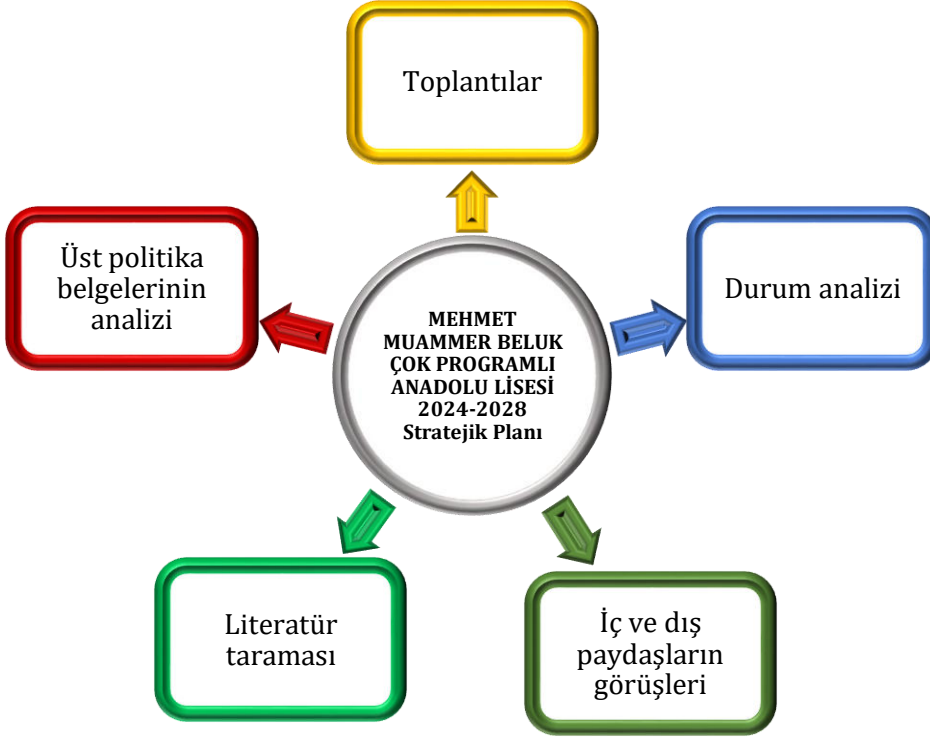 Toplantılar
Üst politika
belgelerinin
analizi
Durum analizi
MEHMET
MUAMMER BELUK
ÇOK PROGRAMLI
ANADOLU LİSESİ
2024-2028
Stratejik Planı
Literatür
taraması
İç ve dış
paydaşların
görüşleri